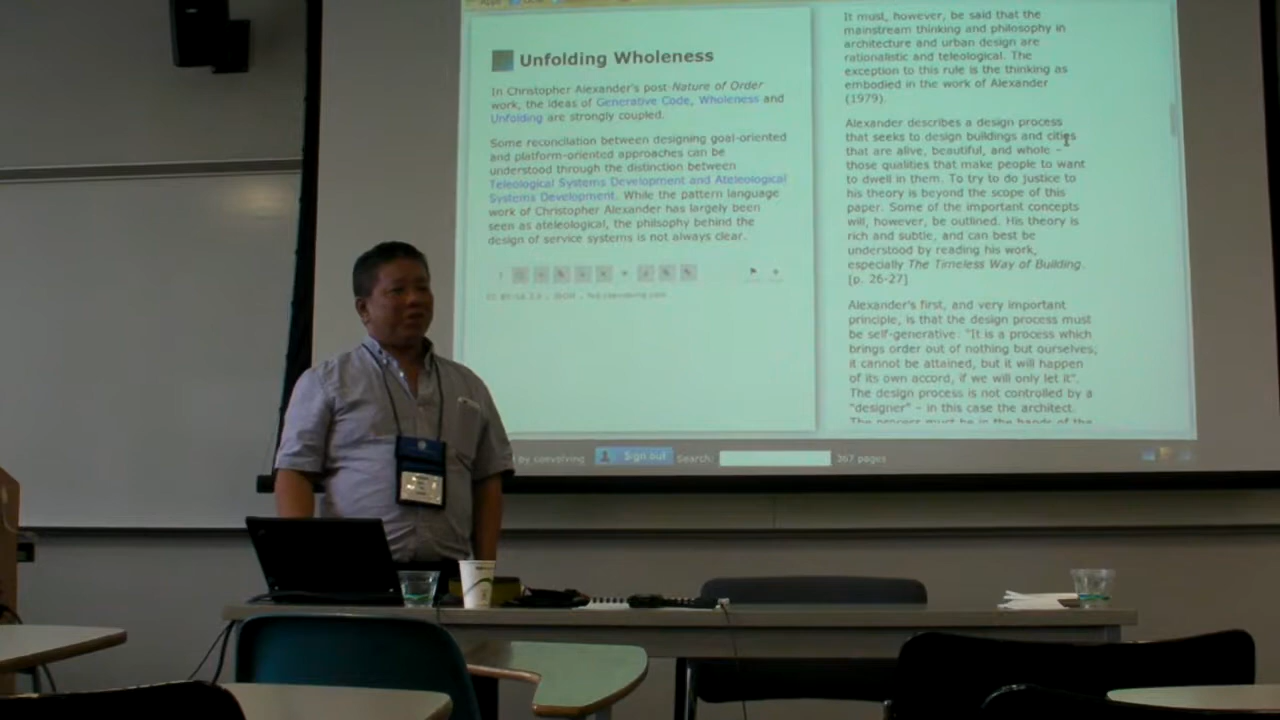 Unfolding Wholeness
In Christopher Alexander's post-Nature of Order
work, the ideas of Generative Code, Wholeness and
Unfolding are strongly coupled.
Some reconciliation between designing goal-oriented
and platform-oriented approaches can be
understood through the distinction between
Teleological Systems Development and Ateleological
Systems Development. While the pattern language
work of Christopher Alexander has largely been
seen as ateleological, the philsophy behind the
design of service systems is not always clear.
It must, however, be said that the
mainstream thinking and philosophy in
architecture and urban design are
rationalistic and teleological. The
exception to this rule is the thinking as
embodied in the work of Alexander
(1979).
Alexander describes a design process
that seeks to design buildings and cities
that are alive, beautiful, and whole –
those qualities that make people to want
to dwell in them. To try to do justice to
his theory is beyond the scope of this
paper. Some of the important concepts
will, however, be outlined. His theory is
rich and subtle, and can best be
understood by reading his work,
especially The Timeless Way of Building.
[p. 26-27]
Alexander's first, and very important
principle, is that the design process must
be self-generative. "It is a process which
brings order out of nothing but ourselves;
it cannot be attained, but it will happen
of its own accord, if we will only let it".
The design process is not controlled by a
"designer" – in this case the architect.
The process must be in the hands of the
by coevolving Sign out Search: 367 pages